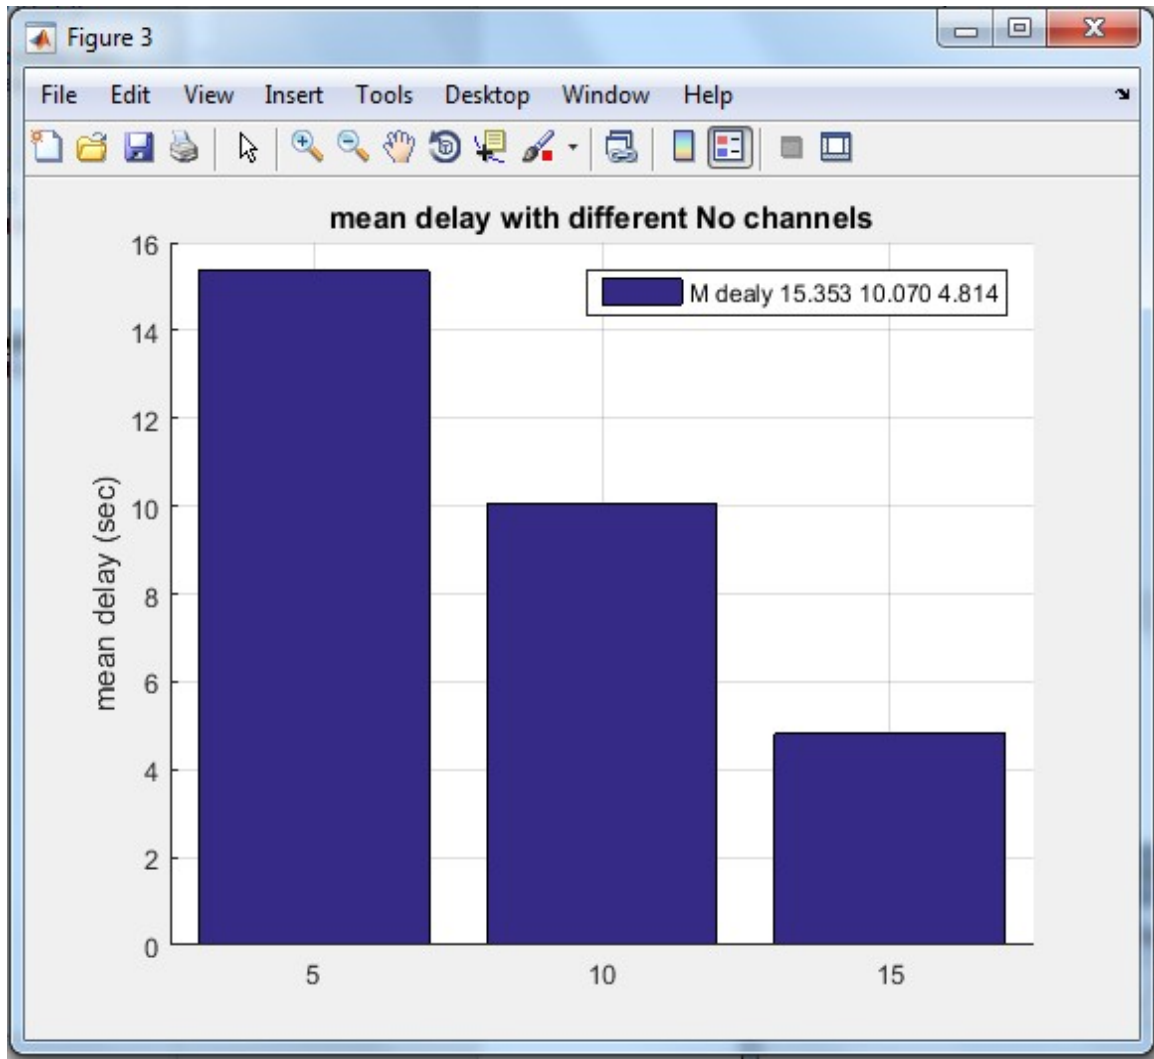 Figure 3
File Edit View Insert Tools Desktop Window Help
mean delay with different No channels
M dealy 15.353 10.070 4.814
mean delay (sec)
16
14
12
10
8
6
4
2
0
5 10 15